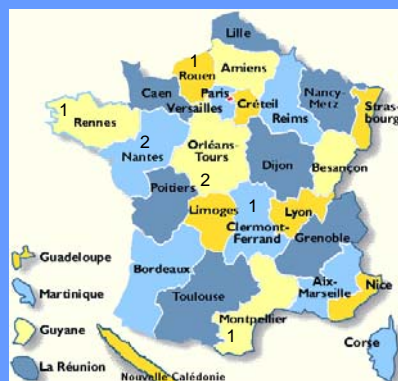 Lille
1
Rouen
Amiens
Caen
Paris
Versailles
Créteil
Reims
Nancy-
Metz
Stras-
bourg
1
Rennes
2
Nantes
Orléans-
Tours
2
Dijon
Besançon
Poitiers
Limoges
1
Clermont-
Ferrand
Lyon
Grenoble
Bordeaux
Toulouse
Montpellier
1
Aix-
Marseille
Nice
Corse
Guadeloupe
Martinique
Guyane
La Réunion
Nouvelle Calédonie